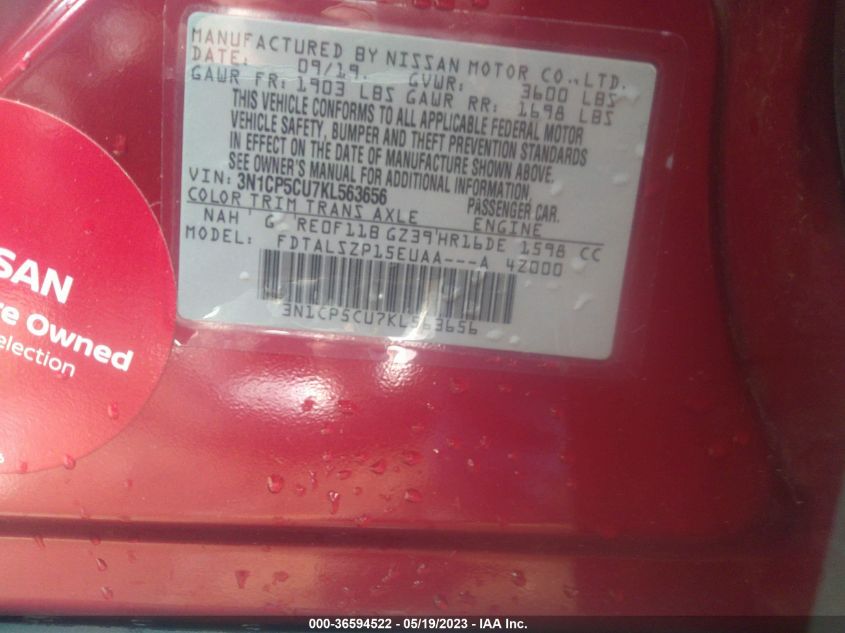 MANUFACTURED BY NISSAN MOTOR CO.,LTD.
DATE: 09/19. GVWR: 3600 LBS
GAWR FR: 1903 LBS GAWR RR: 1698 LBS
THIS VEHICLE CONFORMS TO ALL APPLICABLE FEDERAL MOTOR
VEHICLE SAFETY, BUMPER AND THEFT PREVENTION STANDARDS
IN EFFECT ON THE DATE OF MANUFACTURE SHOWN ABOVE.
SEE OWNER'S MANUAL FOR ADDITIONAL INFORMATION.
VIN: 3N1CP5CU7KL563656 PASSENGER CAR.
COLOR TRIM TRANS AXLE ENGINE
NAH G RE0F11B GZ39 HR16DE 1598 CC
MODEL: FDTALSZP15EUAA---A 4Z000
3N1CP5CU7KL563656
SSAN
re Owned
election
000-36594522 - 05/19/2023 - IAA Inc.